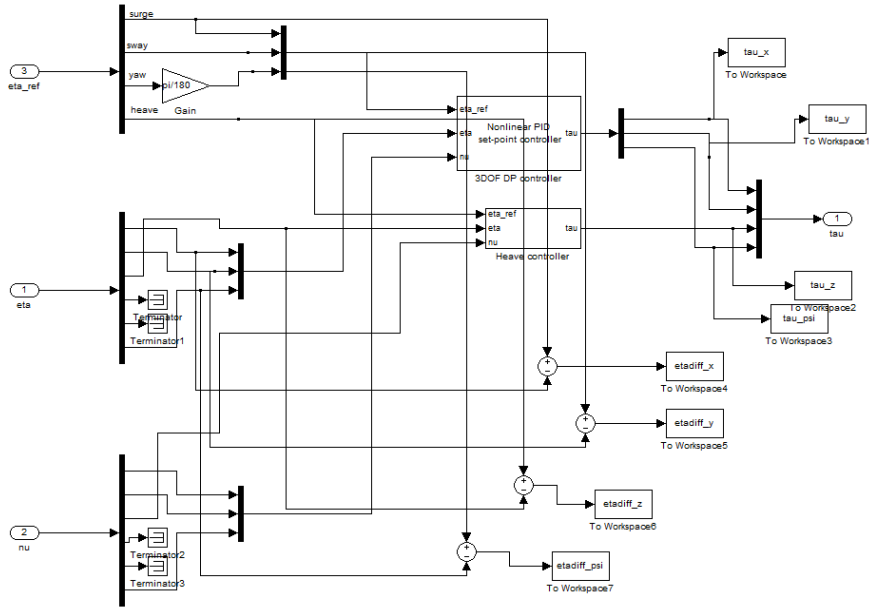 surge
sway
3
eta_ref
yaw
pi/180
heave
Gain
eta_ref
eta
nu
Nonlinear PID
set-point controller
tau
3DOF DP controller
tau_x
To Workspace
tau_y
To Workspace1
eta_ref
eta
nu
tau
Heave controller
1
tau
1
eta
Terminator
Terminator1
tau_z
To Workspace2
tau_psi
To Workspace3
+
−
etadiff_x
To Workspace4
+
−
etadiff_y
To Workspace5
2
nu
Terminator2
Terminator3
+
−
etadiff_z
To Workspace6
+
−
etadiff_psi
To Workspace7